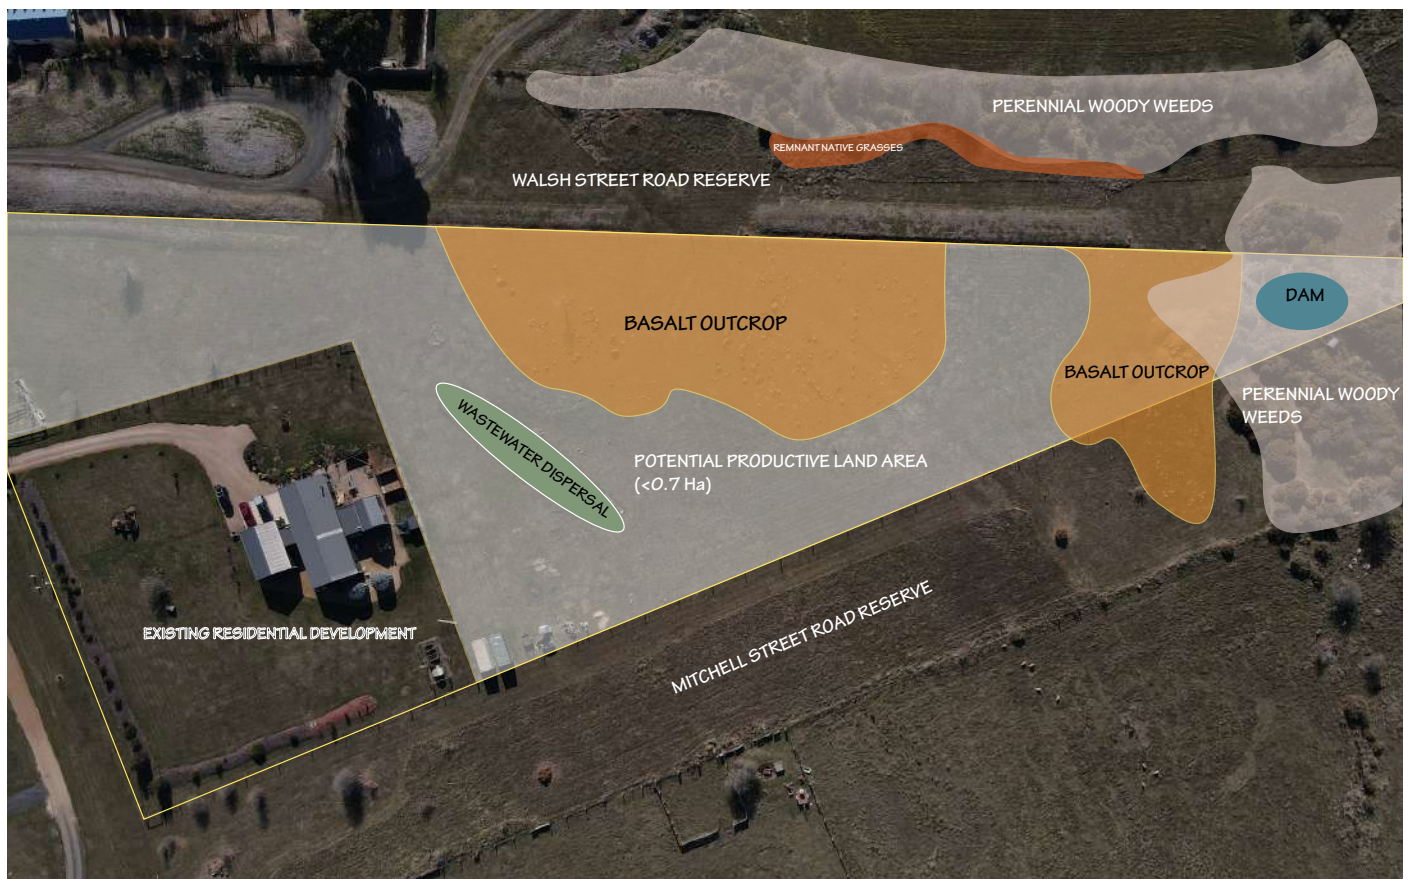 PERENNIAL WOODY WEEDS
REMNANT NATIVE GRASSES
WALSH STREET ROAD RESERVE
DAM
BASALT OUTCROP
BASALT OUTCROP
PERENNIAL WOODY
WEEDS
WASTEWATER DISPERSAL
POTENTIAL PRODUCTIVE LAND AREA
(<0.7 Ha)
EXISTING RESIDENTIAL DEVELOPMENT
MITCHELL STREET ROAD RESERVE